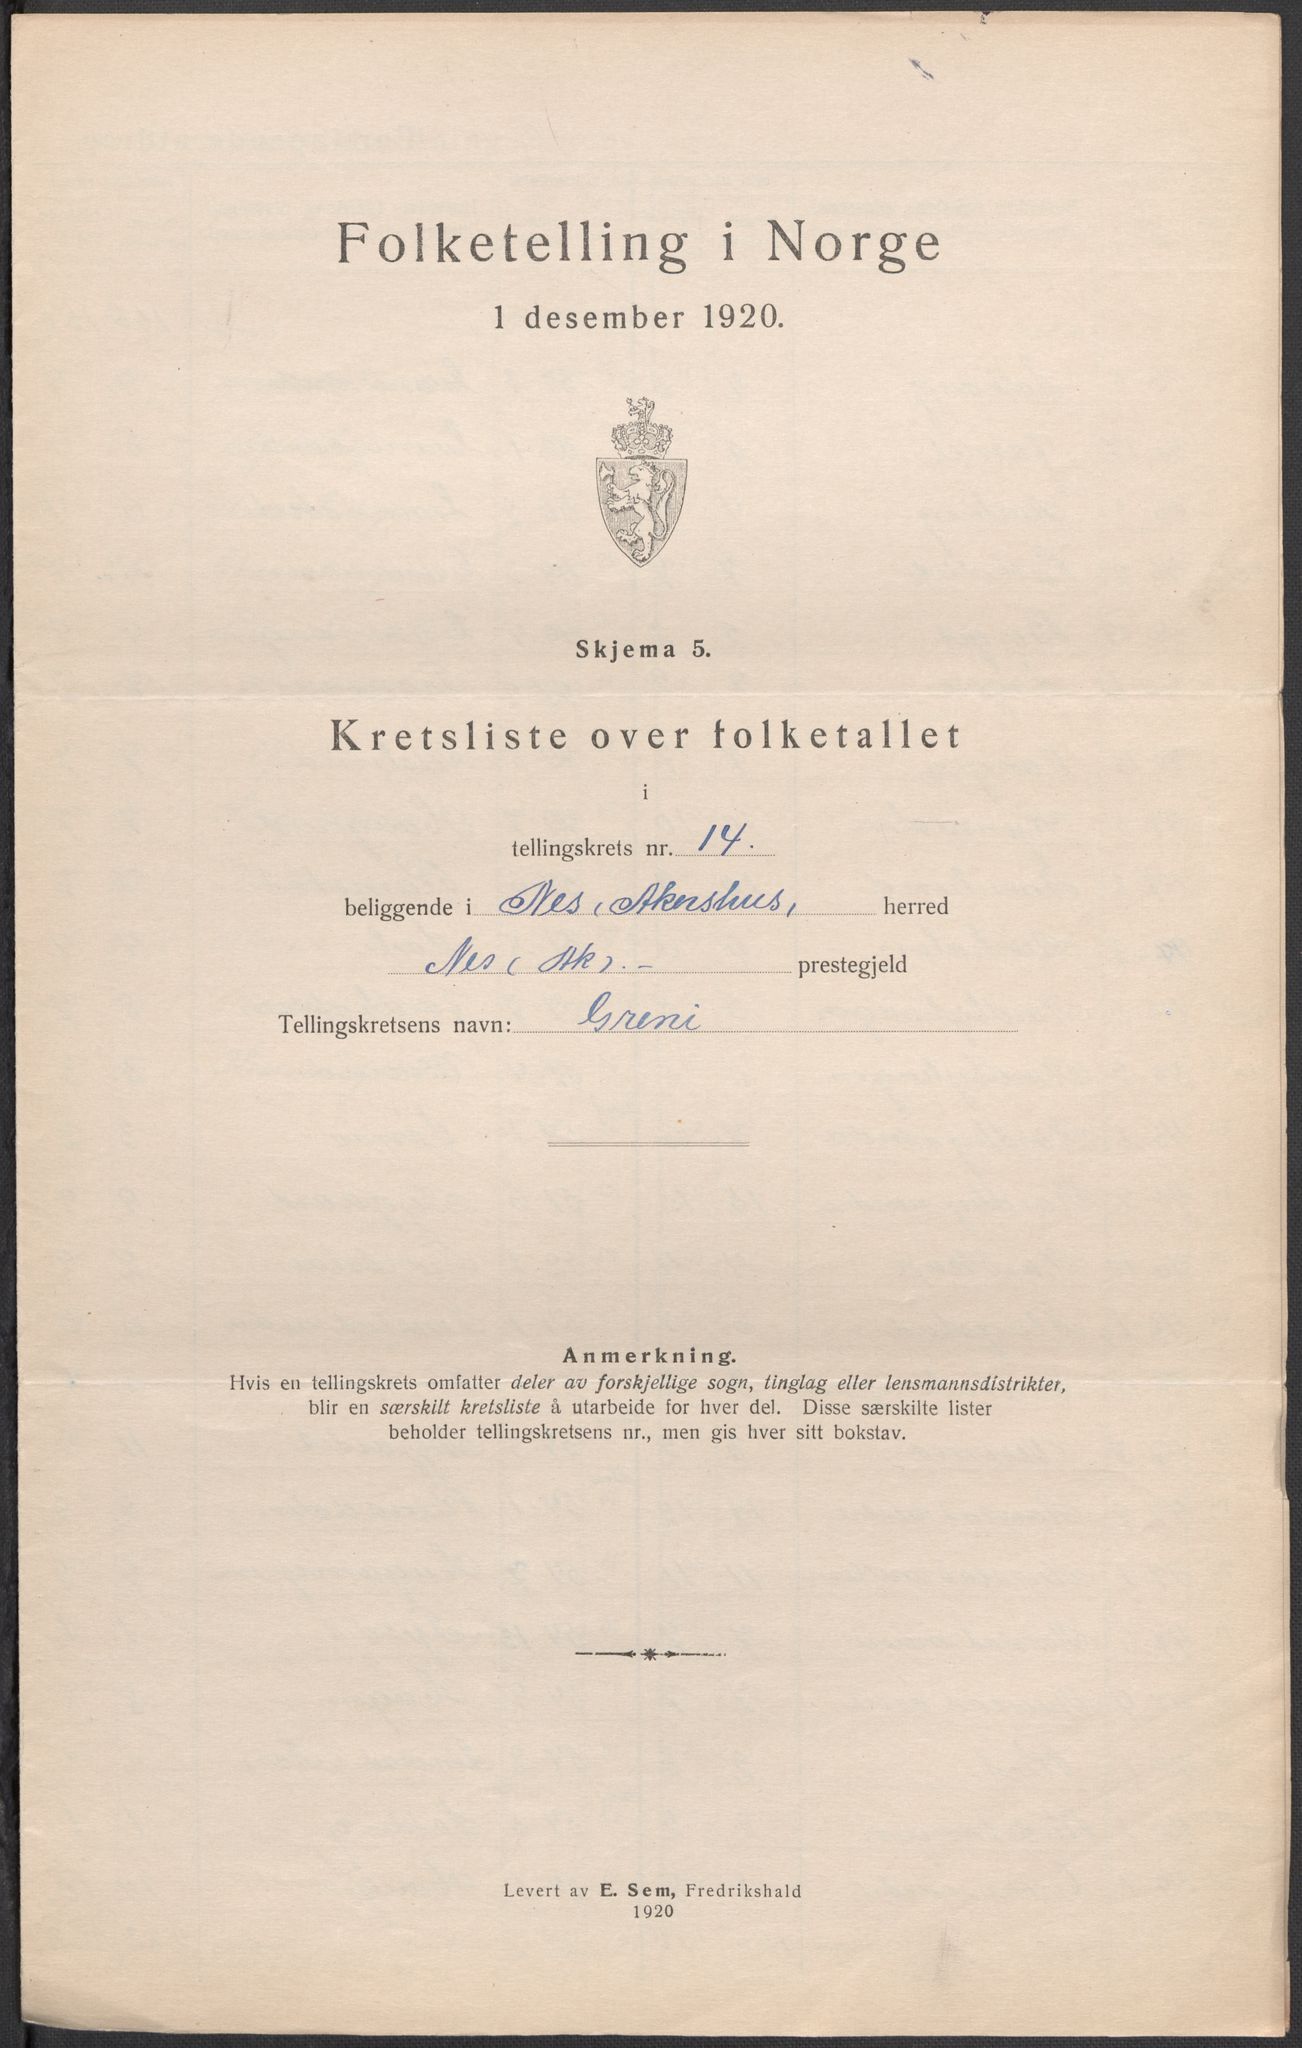 Folketelling i Norge
1 desember 1920.
Skjema 5.
Kretsliste over folketallet
i
tellingskrets nr. 14.
beliggende i Nes, (Akershus, herred
Nes (Ak). - prestegjeld
Tellingskretsens navn: Greni
Anmerkning.
Hvis en tellingskrets omfatter deler av forskjellige sogn, tinglag eller lensmannsdistrikter,
blir en særskilt kretsliste å utarbeide for hver del. Disse særskilte lister
beholder tellingskretsens nr., men gis hver sitt bokstav.
Levert av E. Sem, Fredrikshald
1920